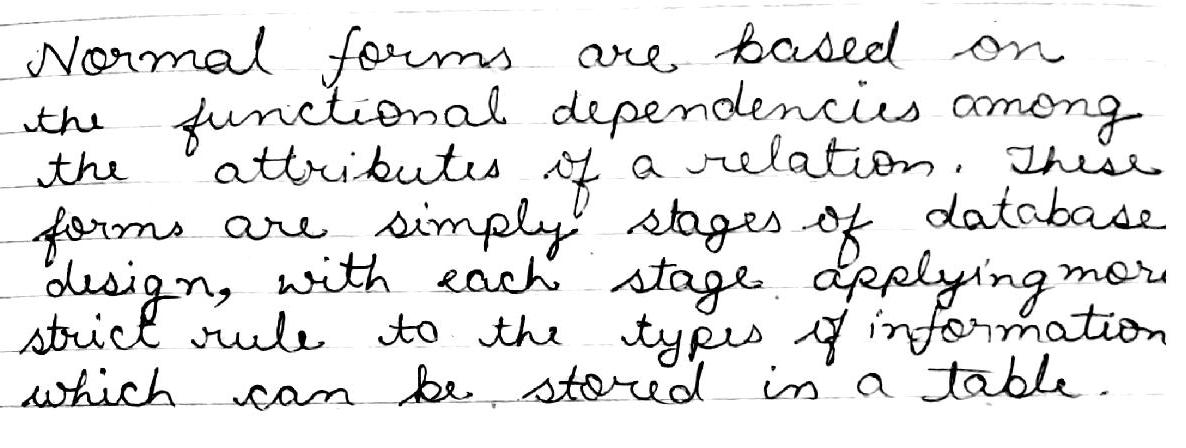 Normal forms are based on
the functional dependencies among
the attributes of a relation. These
forms are simply stages of database
design, with each stage applying more
strict rule to the types of information
which can be stored in a table.